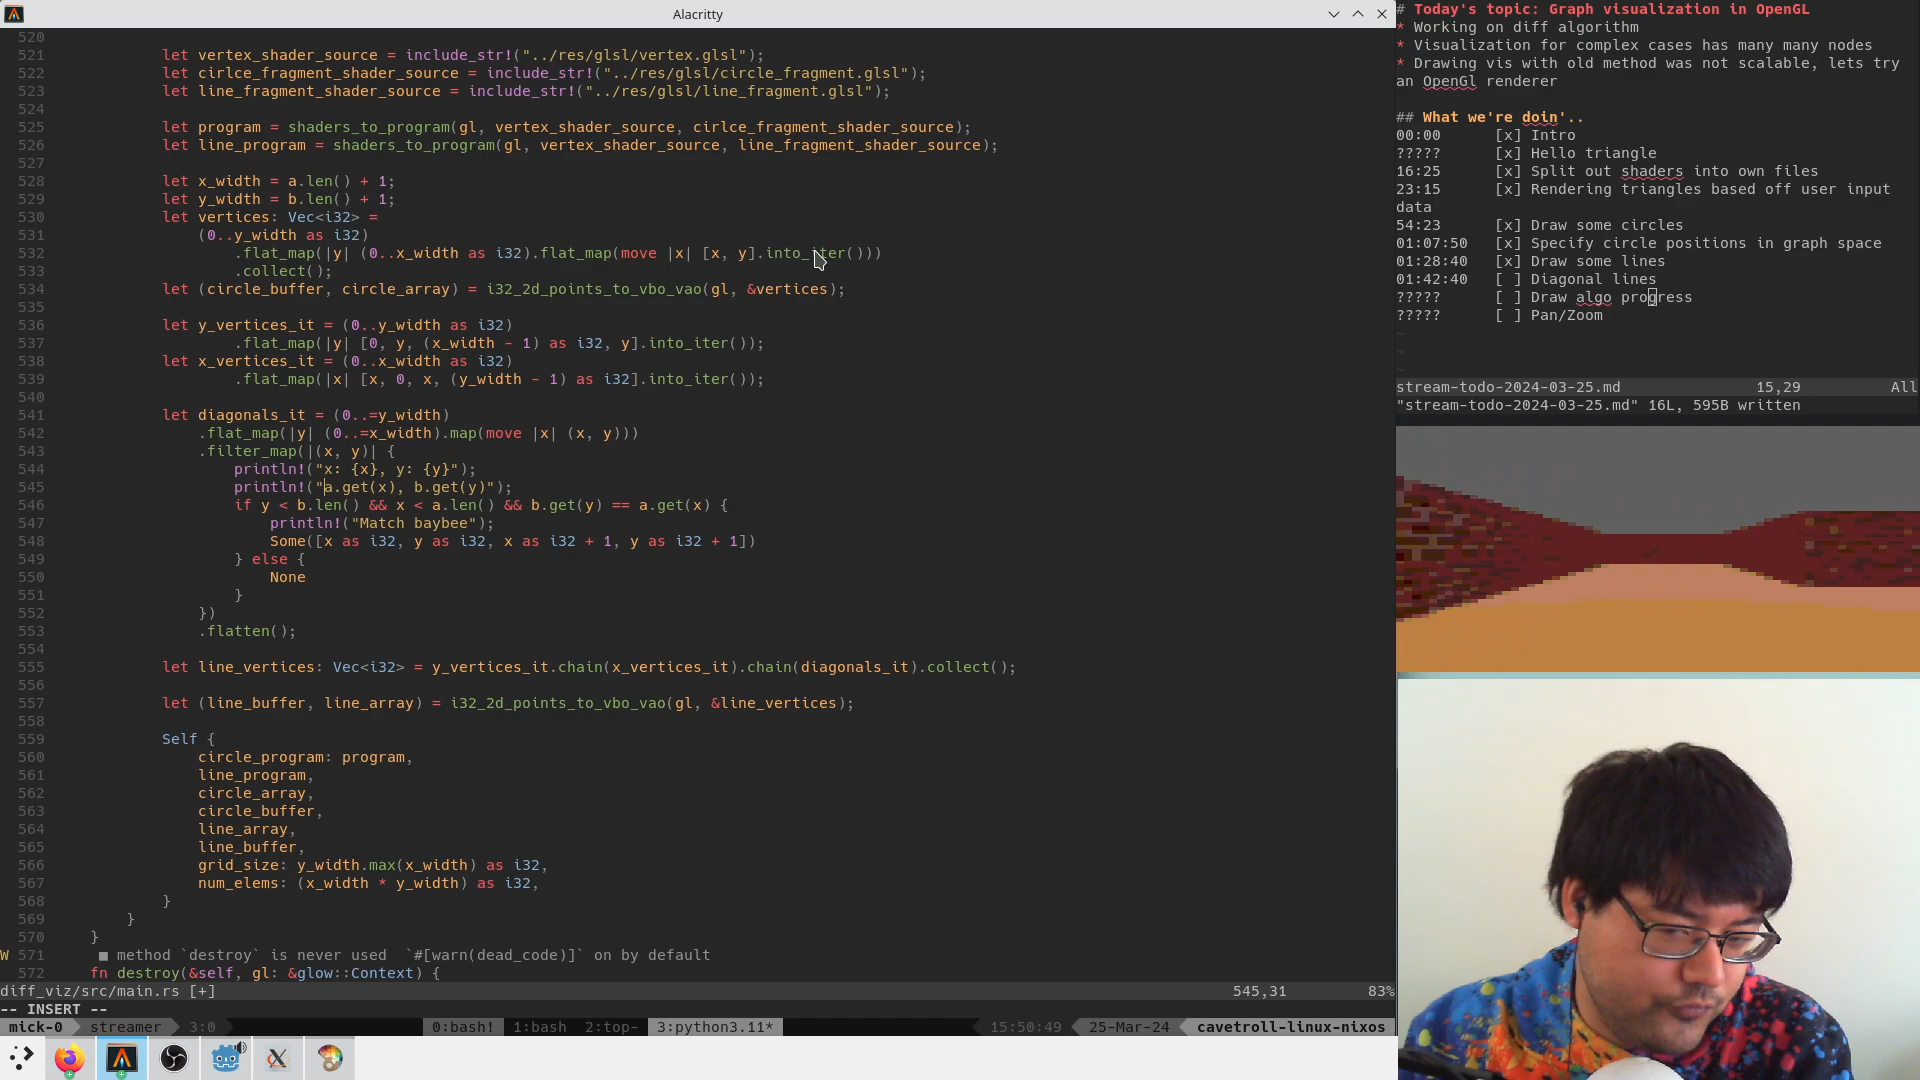 Alacritty
520
521 let vertex_shader_source = include_str!("../res/glsl/vertex.glsl");
522 let cirlce_fragment_shader_source = include_str!("../res/glsl/circle_fragment.glsl");
523 let line_fragment_shader_source = include_str!("../res/glsl/line_fragment.glsl");
524
525 let program = shaders_to_program(gl, vertex_shader_source, cirlce_fragment_shader_source);
526 let line_program = shaders_to_program(gl, vertex_shader_source, line_fragment_shader_source);
527
528 let x_width = a.len() + 1;
529 let y_width = b.len() + 1;
530 let vertices: Vec<i32> =
531 (0..y_width as i32)
532 .flat_map(|y| (0..x_width as i32).flat_map(move |x| [x, y].into_iter()))
533 .collect();
534 let (circle_buffer, circle_array) = i32_2d_points_to_vbo_vao(gl, &vertices);
535
536 let y_vertices_it = (0..y_width as i32)
537 .flat_map(|y| [0, y, (x_width - 1) as i32, y].into_iter());
538 let x_vertices_it = (0..x_width as i32)
539 .flat_map(|x| [x, 0, x, (y_width - 1) as i32].into_iter());
540
541 let diagonals_it = (0..=y_width)
542 .flat_map(|y| (0..=x_width).map(move |x| (x, y)))
543 .filter_map(|(x, y)| {
544 println!("x: {x}, y: {y}");
545 println!("a.get(x), b.get(y)");
546 if y < b.len() && x < a.len() && b.get(y) == a.get(x) {
547 println!("Match baybee");
548 Some([x as i32, y as i32, x as i32 + 1, y as i32 + 1])
549 } else {
550 None
551 }
552 })
553 .flatten();
554
555 let line_vertices: Vec<i32> = y_vertices_it.chain(x_vertices_it).chain(diagonals_it).collect();
556
557 let (line_buffer, line_array) = i32_2d_points_to_vbo_vao(gl, &line_vertices);
558
559 Self {
560 circle_program: program,
561 line_program,
562 circle_array,
563 circle_buffer,
564 line_array,
565 line_buffer,
566 grid_size: y_width.max(x_width) as i32,
567 num_elems: (x_width * y_width) as i32,
568 }
569 }
570 }
W 571 ■ method `destroy` is never used `#[warn(dead_code)]` on by default
572 fn destroy(&self, gl: &glow::Context) {
diff_viz/src/main.rs [+] 545,31 83%
-- INSERT --
mick-0 streamer 3:0 0:bash! 1:bash 2:top- 3:python3.11* 15:50:49 25-Mar-24 cavetroll-linux-nixos
# Today's topic: Graph visualization in OpenGL
* Working on diff algorithm
* Visualization for complex cases has many many nodes
* Drawing vis with old method was not scalable, lets try
an OpenGl renderer
## What we're doin'..
00:00 [x] Intro
????? [x] Hello triangle
16:25 [x] Split out shaders into own files
23:15 [x] Rendering triangles based off user input
data
54:23 [x] Draw some circles
01:07:50 [x] Specify circle positions in graph space
01:28:40 [x] Draw some lines
01:42:40 [ ] Diagonal lines
????? [ ] Draw algo progress
????? [ ] Pan/Zoom
~
~
~
stream-todo-2024-03-25.md 15,29 All
"stream-todo-2024-03-25.md" 16L, 595B written